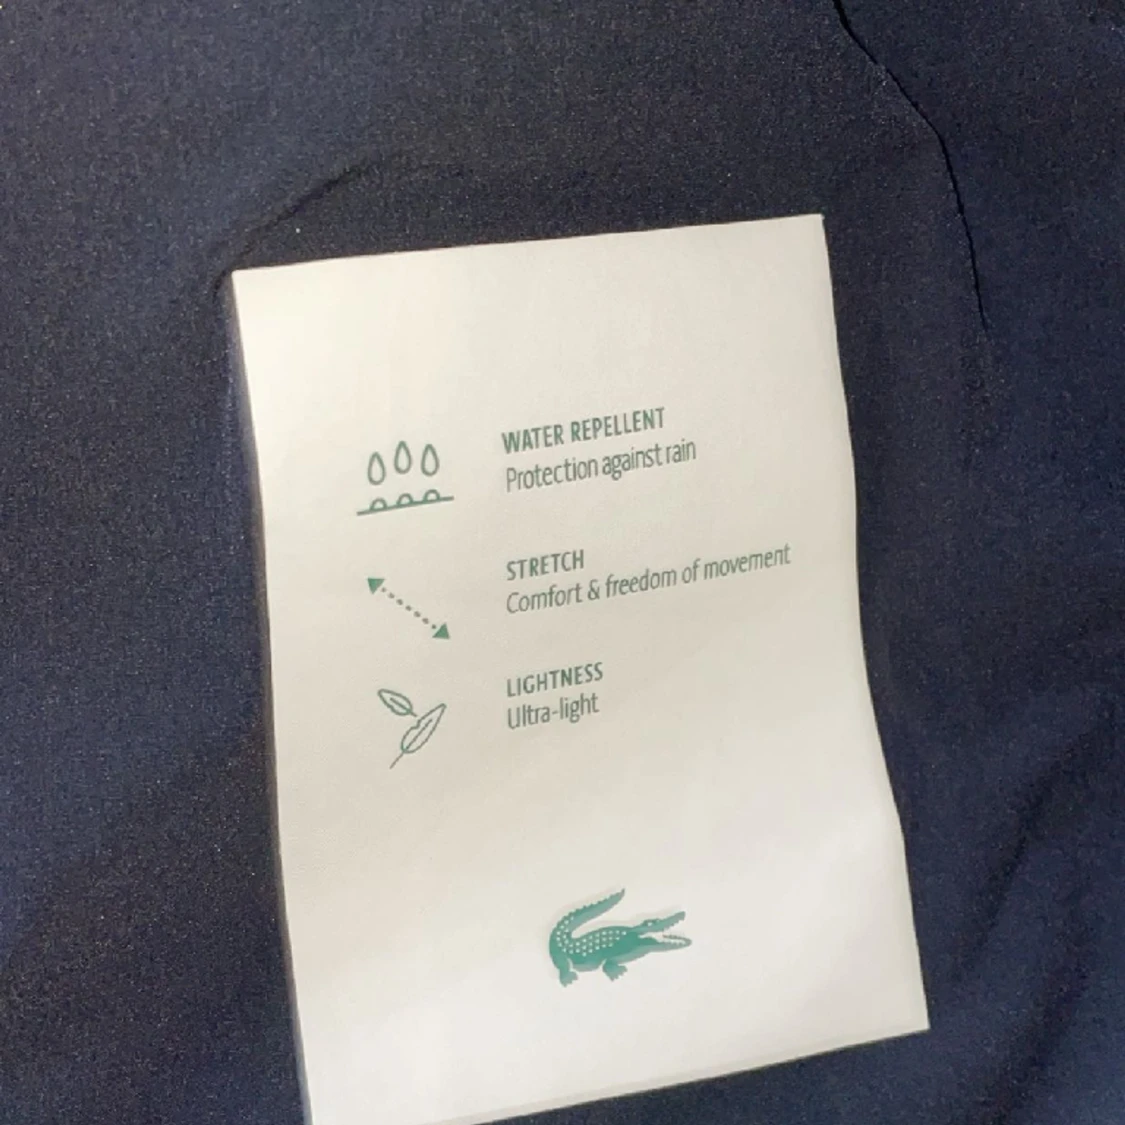 WATER REPELLENT
Protection against rain
STRETCH
Comfort & freedom of movement
LIGHTNESS
Ultra-light